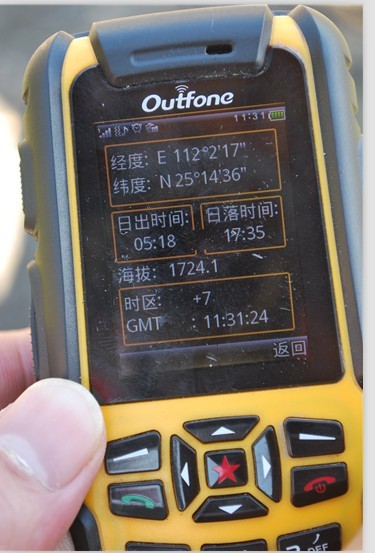 Outfone
11:31
经度: E 112°2'17"
纬度: N 25°14'36"
日出时间: 日落时间:
05:18 17:35
海拔: 1724.1
时区: +7
GMT : 11:31:24
返回
DEF